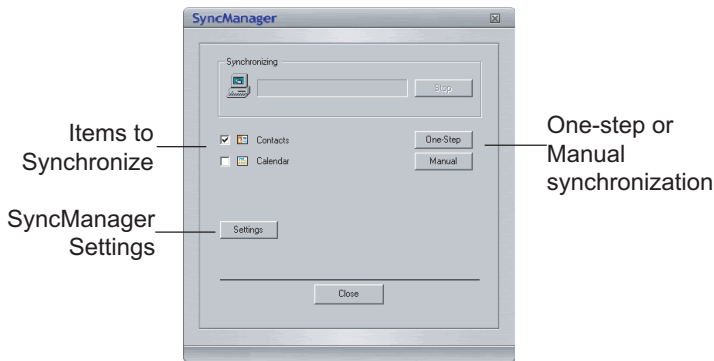 SyncManager
Synchronizing
Stop
Items to
Synchronize
Contacts
One-Step
Calendar
Manual
One-step or
Manual
synchronization
SyncManager
Settings
Settings
Close